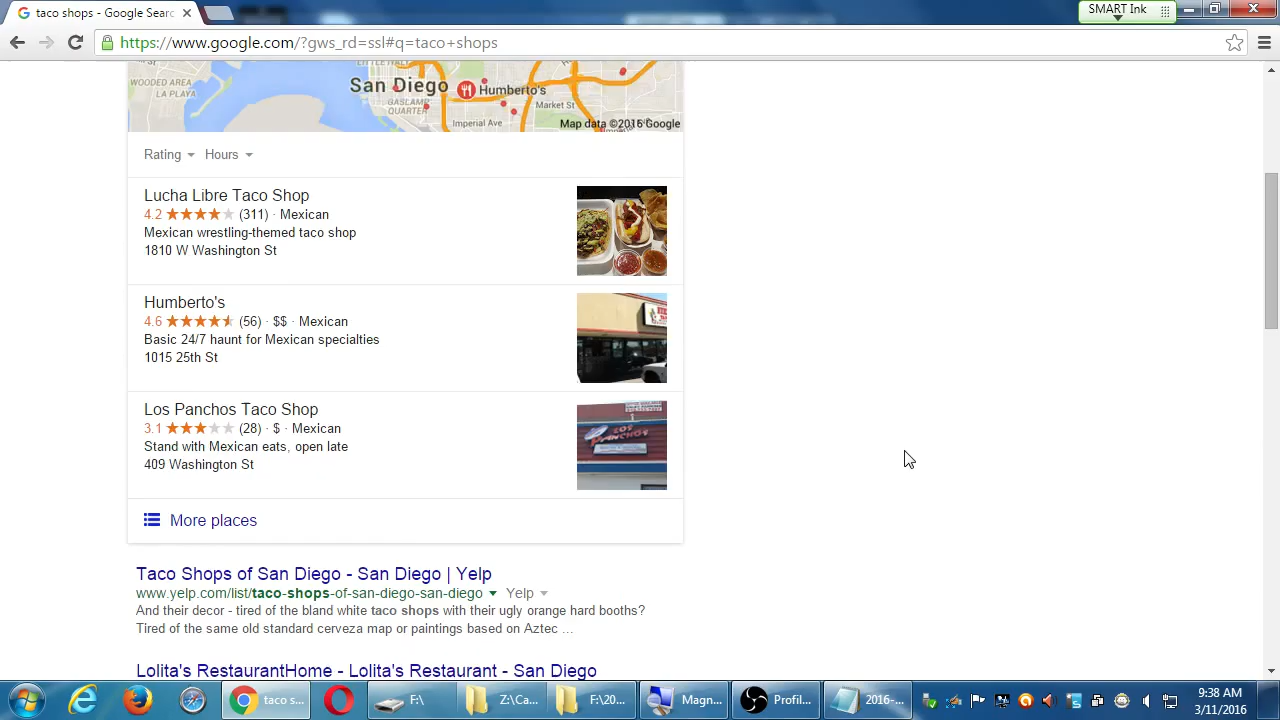 taco shops - Google Searc
SMART Ink
https://www.google.com/?gws_rd=ssl#q=taco+shops
WOODED AREA
LA PLAYA
San Diego
GASLAMP
QUARTER
Humberto's
Market St
Imperial Ave
Map data ©2016 Google
Rating
Hours
Lucha Libre Taco Shop
4.2 (311) · Mexican
Mexican wrestling-themed taco shop
1810 W Washington St
Humberto's
4.6 (56) · $$ · Mexican
Basic 24/7 haunt for Mexican specialties
1015 25th St
Los Panchos Taco Shop
3.1 (28) · $ · Mexican
Stand with Mexican eats, open late
409 Washington St
LOS
PANCHOS
More places
Taco Shops of San Diego - San Diego | Yelp
www.yelp.com/list/taco-shops-of-san-diego-san-diego Yelp
And their decor - tired of the bland white taco shops with their ugly orange hard booths?
Tired of the same old standard cerveza map or paintings based on Aztec ...
Lolita's RestaurantHome - Lolita's Restaurant - San Diego
taco s...
F:\
Z:\Ca...
F:\20...
Magn...
Profil...
2016-...
9:38 AM
3/11/2016